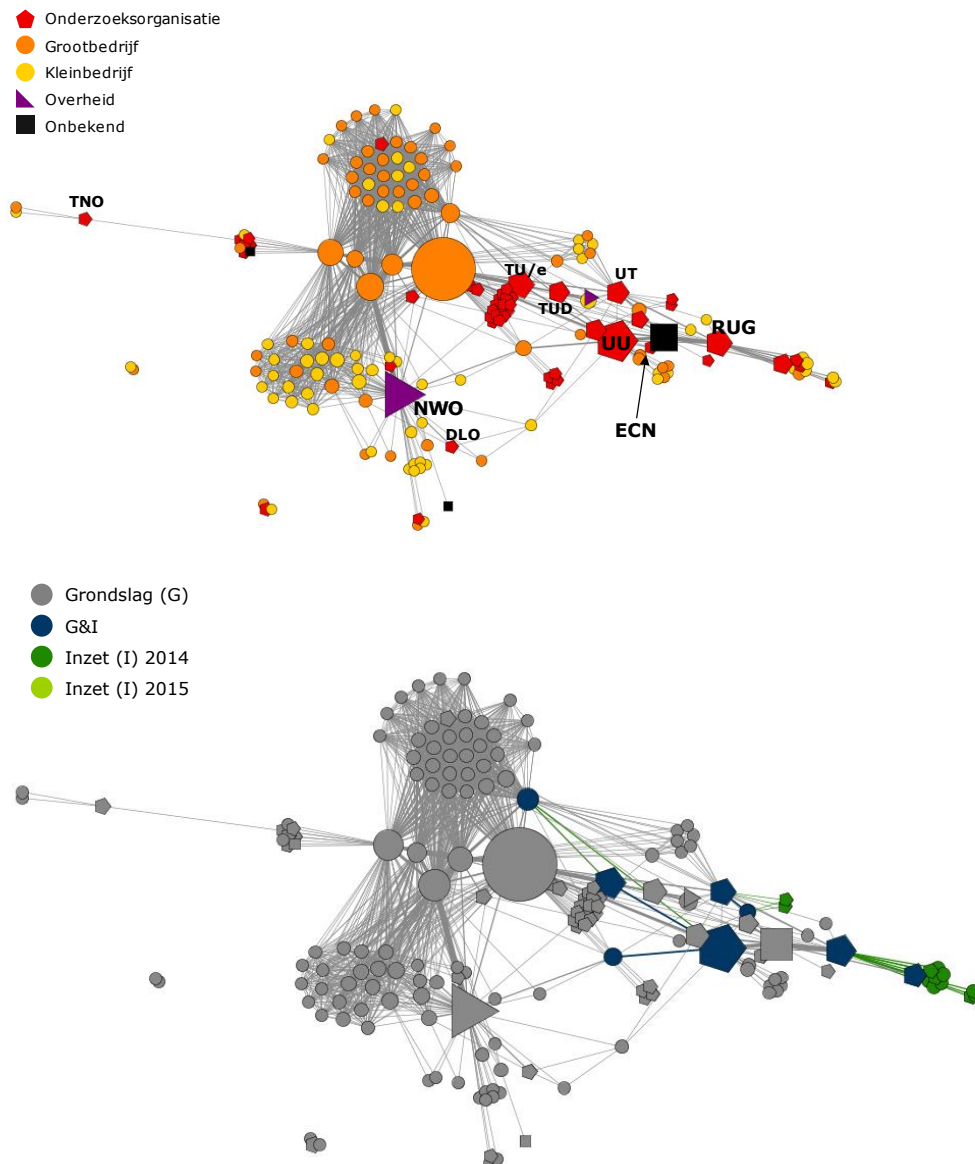 Onderzoeksorganisatie
Grootbedrijf
Kleinbedrijf
Overheid
Onbekend
TNO
TU/e
UT
TUD
UU
RUG
NWO
ECN
DLO
Grondslag (G)
G&I
Inzet (I) 2014
Inzet (I) 2015